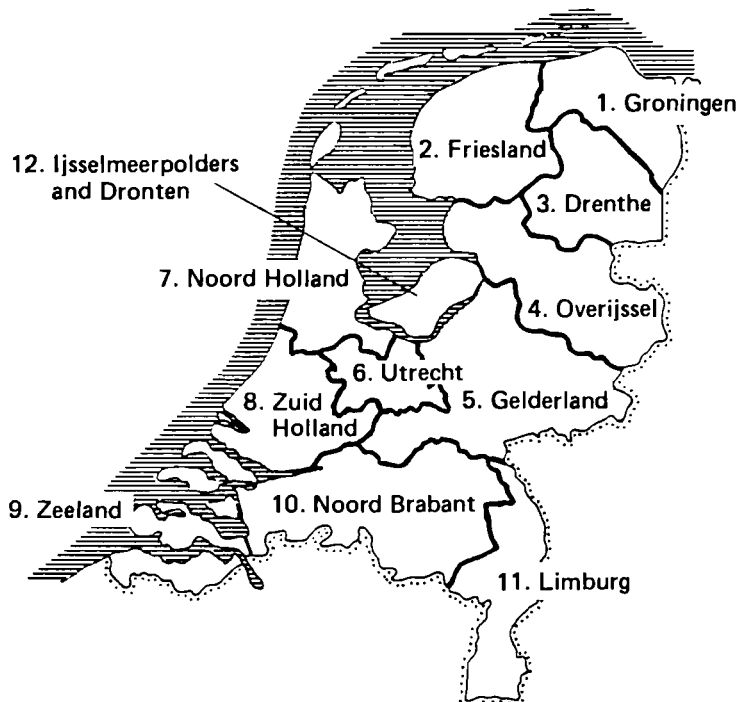 1. Groningen
2. Friesland
12. Ijsselmeerpolders
and Dronten
3. Drenthe
7. Noord Holland
4. Overijssel
6. Utrecht
8. Zuid
Holland
5. Gelderland
10. Noord Brabant
9. Zeeland
11. Limburg